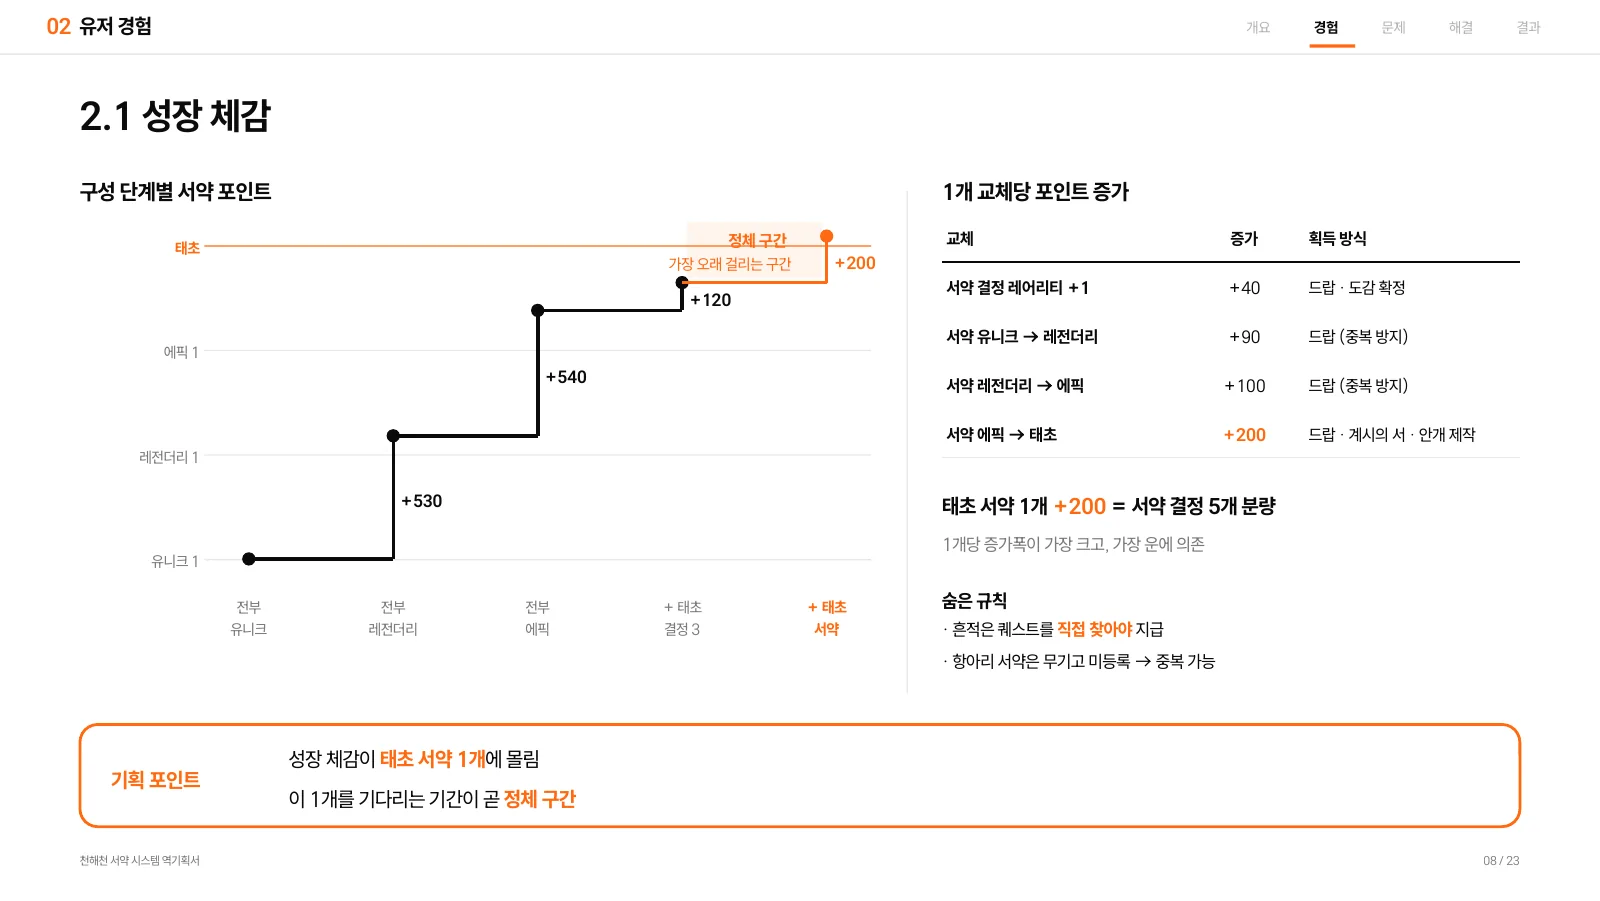 02 유저 경험
개요 경험 문제 해결 결과
2.1 성장 체감
구성 단계별 서약 포인트
태초
에픽 1
레전더리 1
유니크 1
정체 구간
가장 오래 걸리는 구간
+200
+120
+540
+530
전부
유니크
전부
레전더리
전부
에픽
+ 태초
결정 3
+ 태초
서약
1개 교체당 포인트 증가
교체 증가 획득 방식
서약 결정 레어리티 +1 +40 드랍 · 도감 확정
서약 유니크 → 레전더리 +90 드랍 (중복 방지)
서약 레전더리 → 에픽 +100 드랍 (중복 방지)
서약 에픽 → 태초 +200 드랍 · 계시의 서 · 안개 제작
태초 서약 1개 +200 = 서약 결정 5개 분량
1개당 증가폭이 가장 크고, 가장 운에 의존
숨은 규칙
· 흔적은 퀘스트를 직접 찾아야 지급
· 항아리 서약은 무기고 미등록 → 중복 가능
기획 포인트
성장 체감이 태초 서약 1개에 몰림
이 1개를 기다리는 기간이 곧 정체 구간
천해천 서약 시스템 역기획서
08 / 23